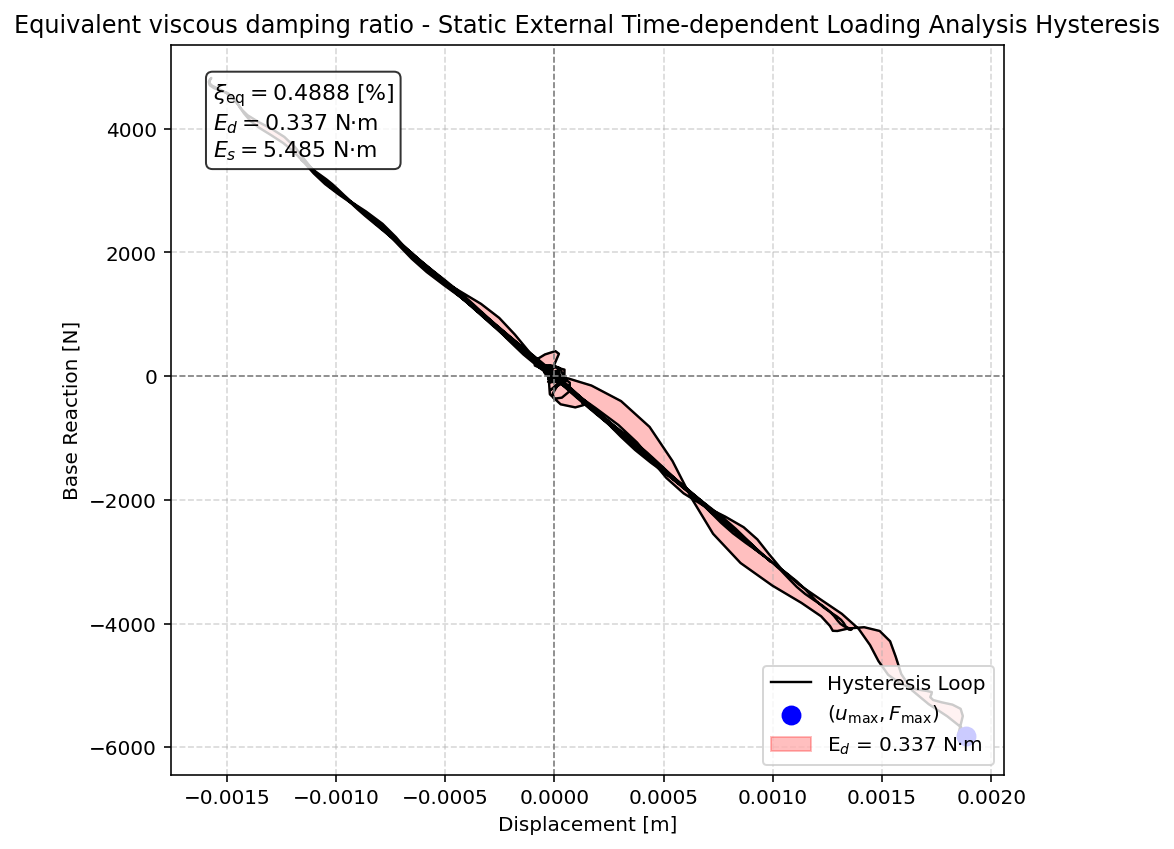 Equivalent viscous damping ratio - Static External Time-dependent Loading Analysis Hysteresis
ξeq = 0.4888 [%]
Ed = 0.337 N·m
Es = 5.485 N·m
Base Reaction [N]
4000
2000
0
−2000
−4000
−6000
Hysteresis Loop
(umax, Fmax)
Ed = 0.337 N·m
−0.0015 −0.0010 −0.0005 0.0000 0.0005 0.0010 0.0015 0.0020
Displacement [m]